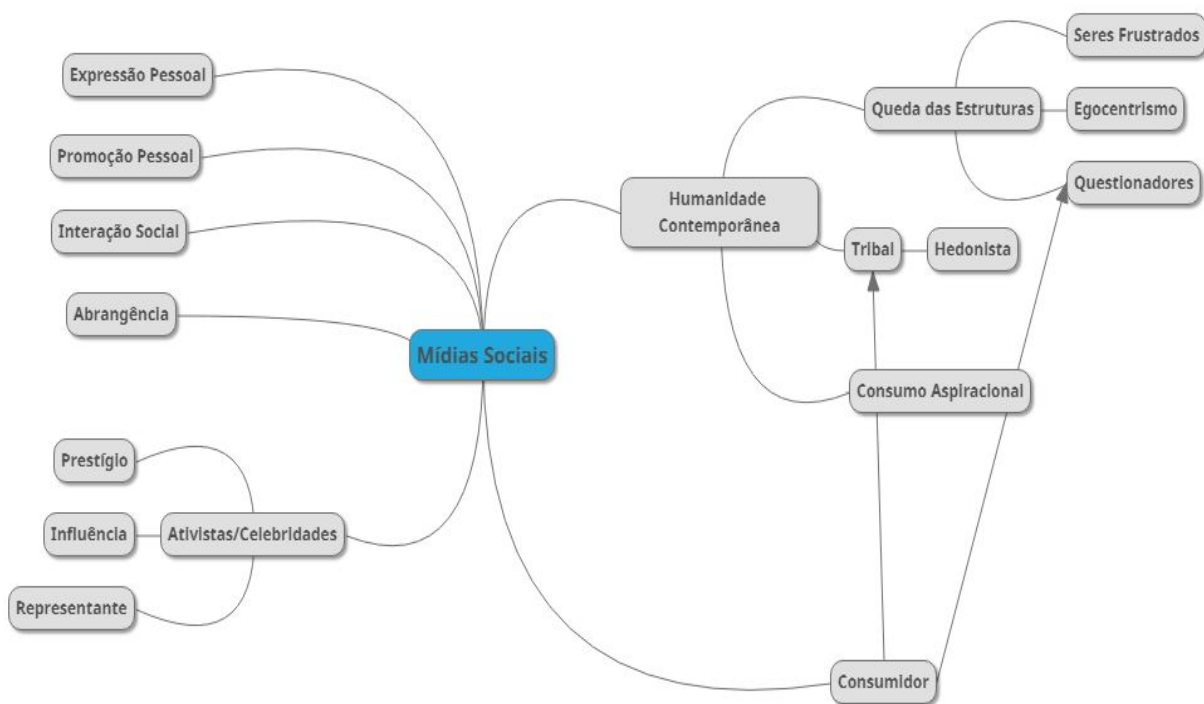 Expressão Pessoal
Promoção Pessoal
Interação Social
Abrangência
Mídias Sociais
Prestígio
Influência
Ativistas/Celebridades
Representante
Humanidade
Contemporânea
Queda das Estruturas
Seres Frustrados
Egocentrismo
Questionadores
Tribal
Hedonista
Consumo Aspiracional
Consumidor